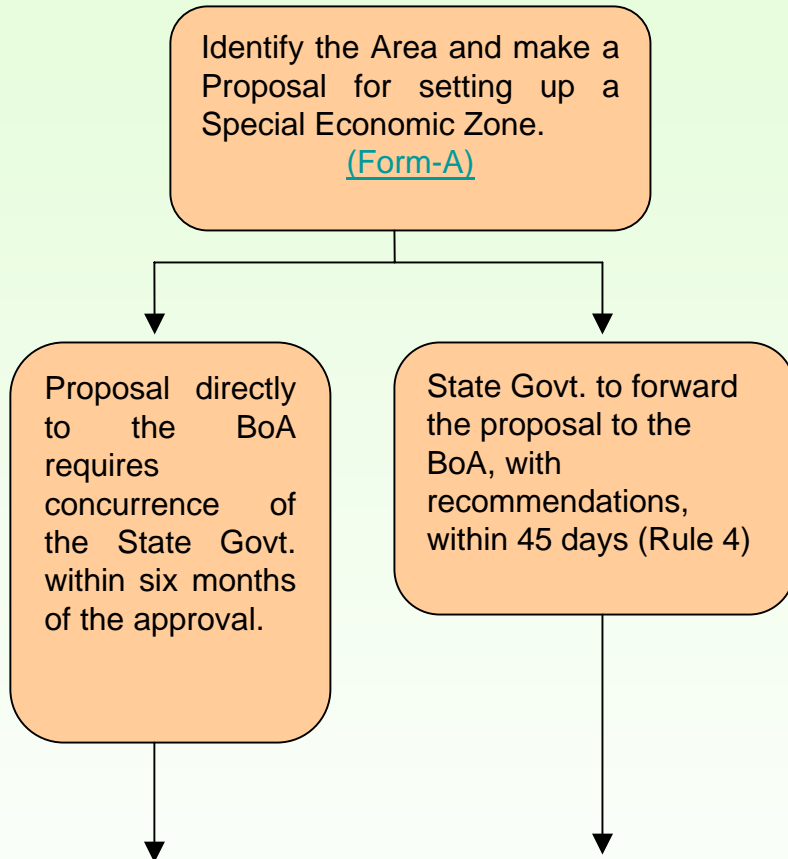 Identify the Area and make a
Proposal for setting up a
Special Economic Zone.
(Form-A)
Proposal directly
to the BoA
requires
concurrence of
the State Govt.
within six months
of the approval.
State Govt. to forward
the proposal to the
BoA, with
recommendations,
within 45 days (Rule 4)